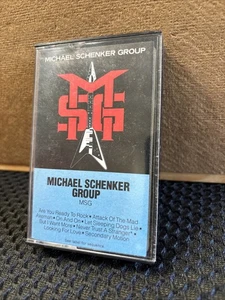 MICHAEL SCHENKER GROUP
MSG
MICHAEL SCHENKER
GROUP
MSG
Are You Ready To Rock • Attack Of The Mad
Axeman • On And On • Let Sleeping Dogs Lie •
But I Want More • Never Trust A Stranger •
Looking For Love • Secondary Motion